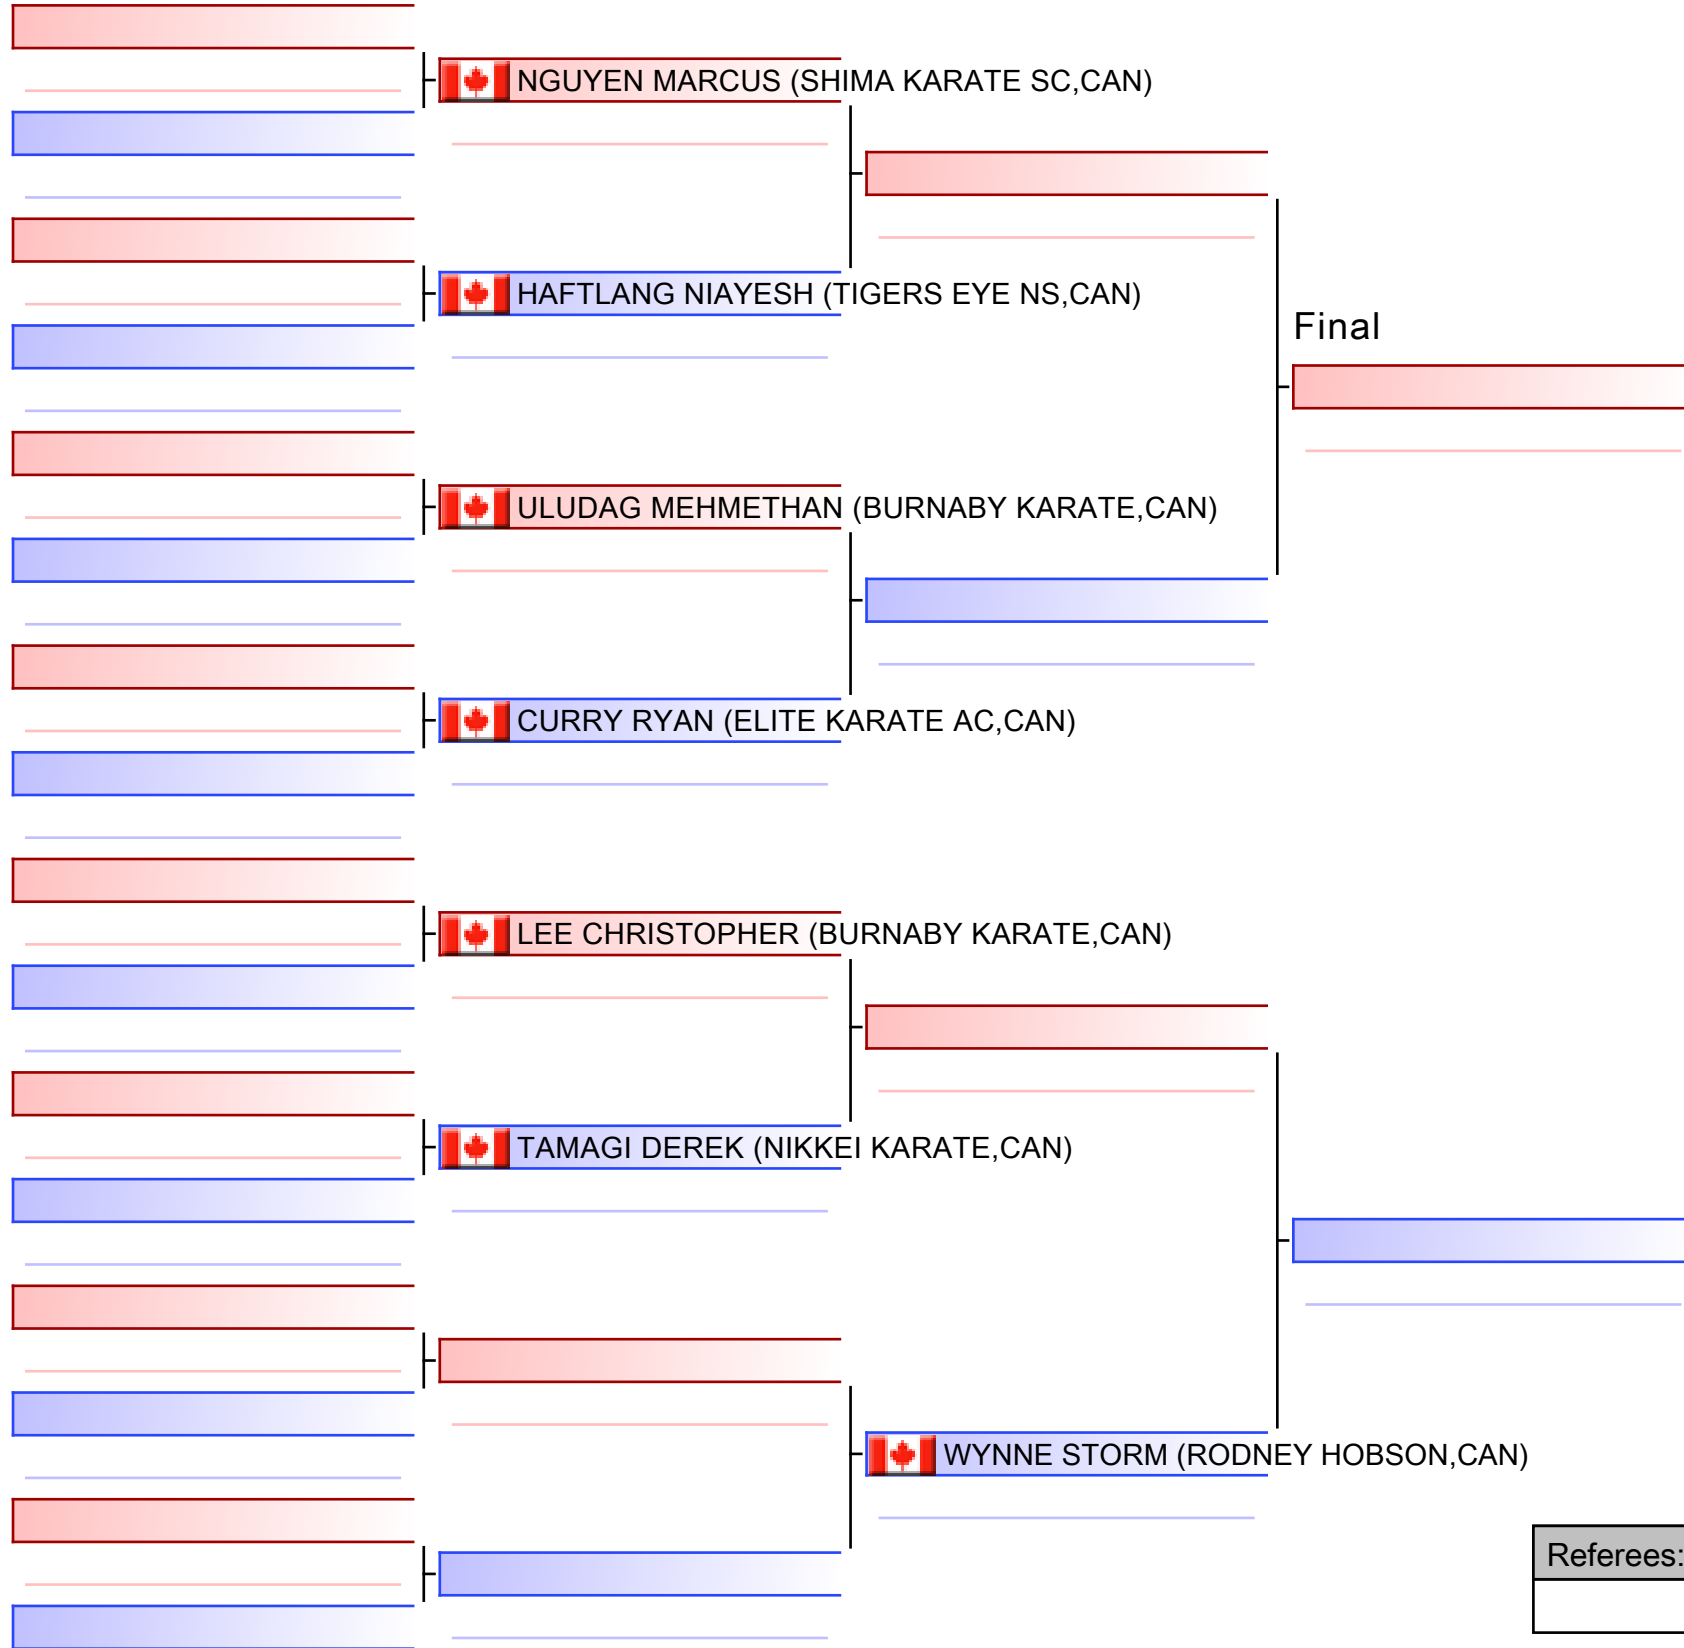 NGUYEN MARCUS (SHIMA KARATE SC,CAN)
HAFTLANG NIAYESH (TIGERS EYE NS,CAN)
Final
ULUDAG MEHMETHAN (BURNABY KARATE,CAN)
CURRY RYAN (ELITE KARATE AC,CAN)
LEE CHRISTOPHER (BURNABY KARATE,CAN)
TAMAGI DEREK (NIKKEI KARATE,CAN)
WYNNE STORM (RODNEY HOBSON,CAN)
Referees: